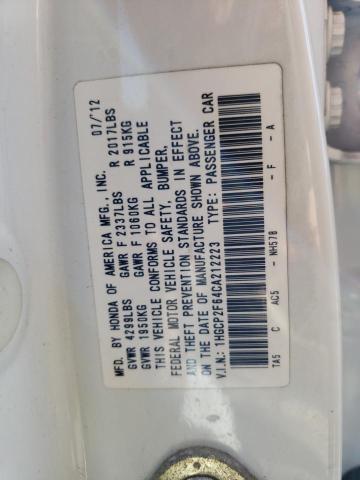 MFD. BY HONDA OF AMERICA MFG., INC. 07/'12
GVWR 4299LBS GAWR F 2337LBS R 2017LBS
GVWR 1950KG GAWR F 1060KG R 915KG
THIS VEHICLE CONFORMS TO ALL APPLICABLE
FEDERAL MOTOR VEHICLE SAFETY, BUMPER,
AND THEFT PREVENTION STANDARDS IN EFFECT
ON THE DATE OF MANUFACTURE SHOWN ABOVE.
V.I.N.: 1HGCP2F64CA212223 TYPE: PASSENGER CAR
TA5 C AC5 - NH578 - F - A